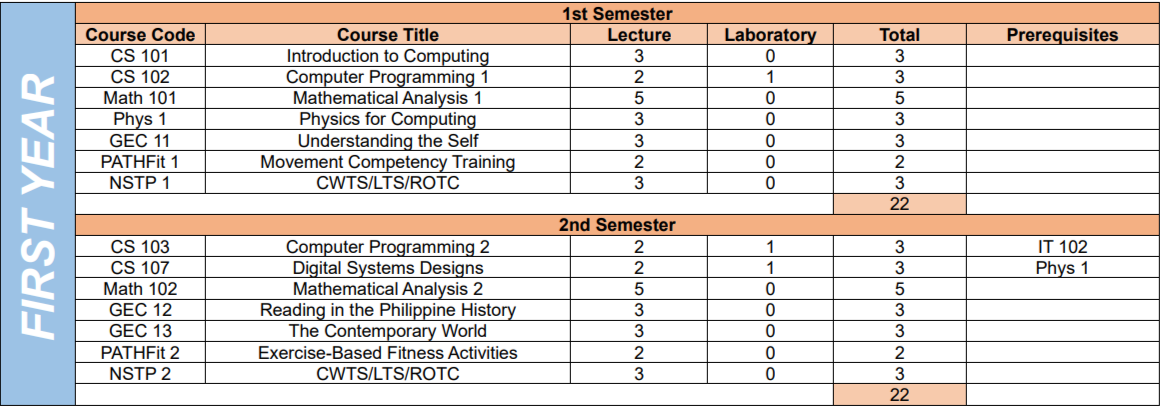 FIRST YEAR
1st Semester
Course Code Course Title Lecture Laboratory Total Prerequisites
CS 101 Introduction to Computing 3 0 3
CS 102 Computer Programming 1 2 1 3
Math 101 Mathematical Analysis 1 5 0 5
Phys 1 Physics for Computing 3 0 3
GEC 11 Understanding the Self 3 0 3
PATHFit 1 Movement Competency Training 2 0 2
NSTP 1 CWTS/LTS/ROTC 3 0 3
22
2nd Semester
CS 103 Computer Programming 2 2 1 3 IT 102
CS 107 Digital Systems Designs 2 1 3 Phys 1
Math 102 Mathematical Analysis 2 5 0 5
GEC 12 Reading in the Philippine History 3 0 3
GEC 13 The Contemporary World 3 0 3
PATHFit 2 Exercise-Based Fitness Activities 2 0 2
NSTP 2 CWTS/LTS/ROTC 3 0 3
22